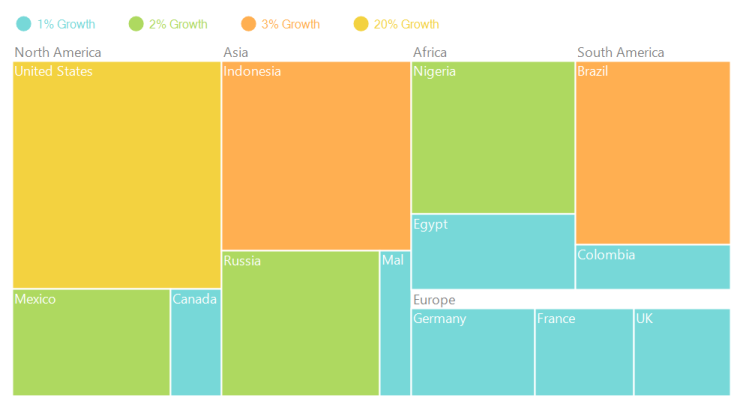 1% Growth 2% Growth 3% Growth 20% Growth
North America Asia Africa South America
United States Indonesia Nigeria Brazil
Egypt
Colombia
Russia Mal
Mexico Canada Europe
Germany France UK